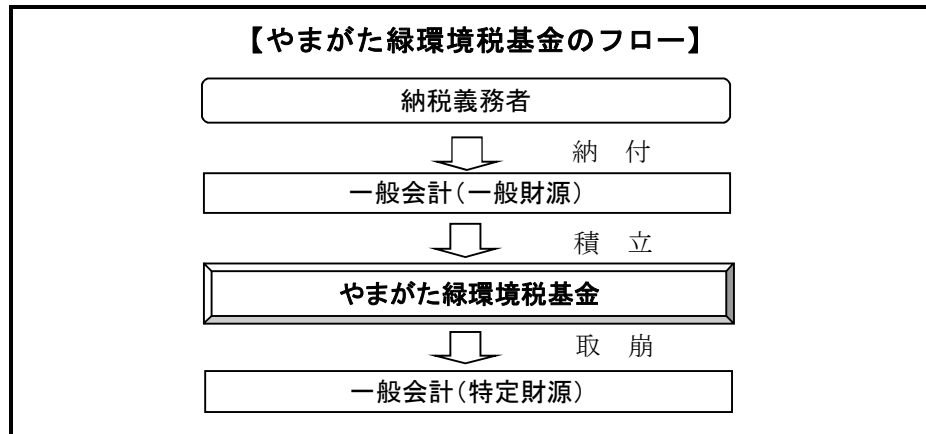 【やまがた緑環境税基金のフロー】
納税義務者
納　付
一般会計（一般財源）
積　立
やまがた緑環境税基金
取　崩
一般会計（特定財源）